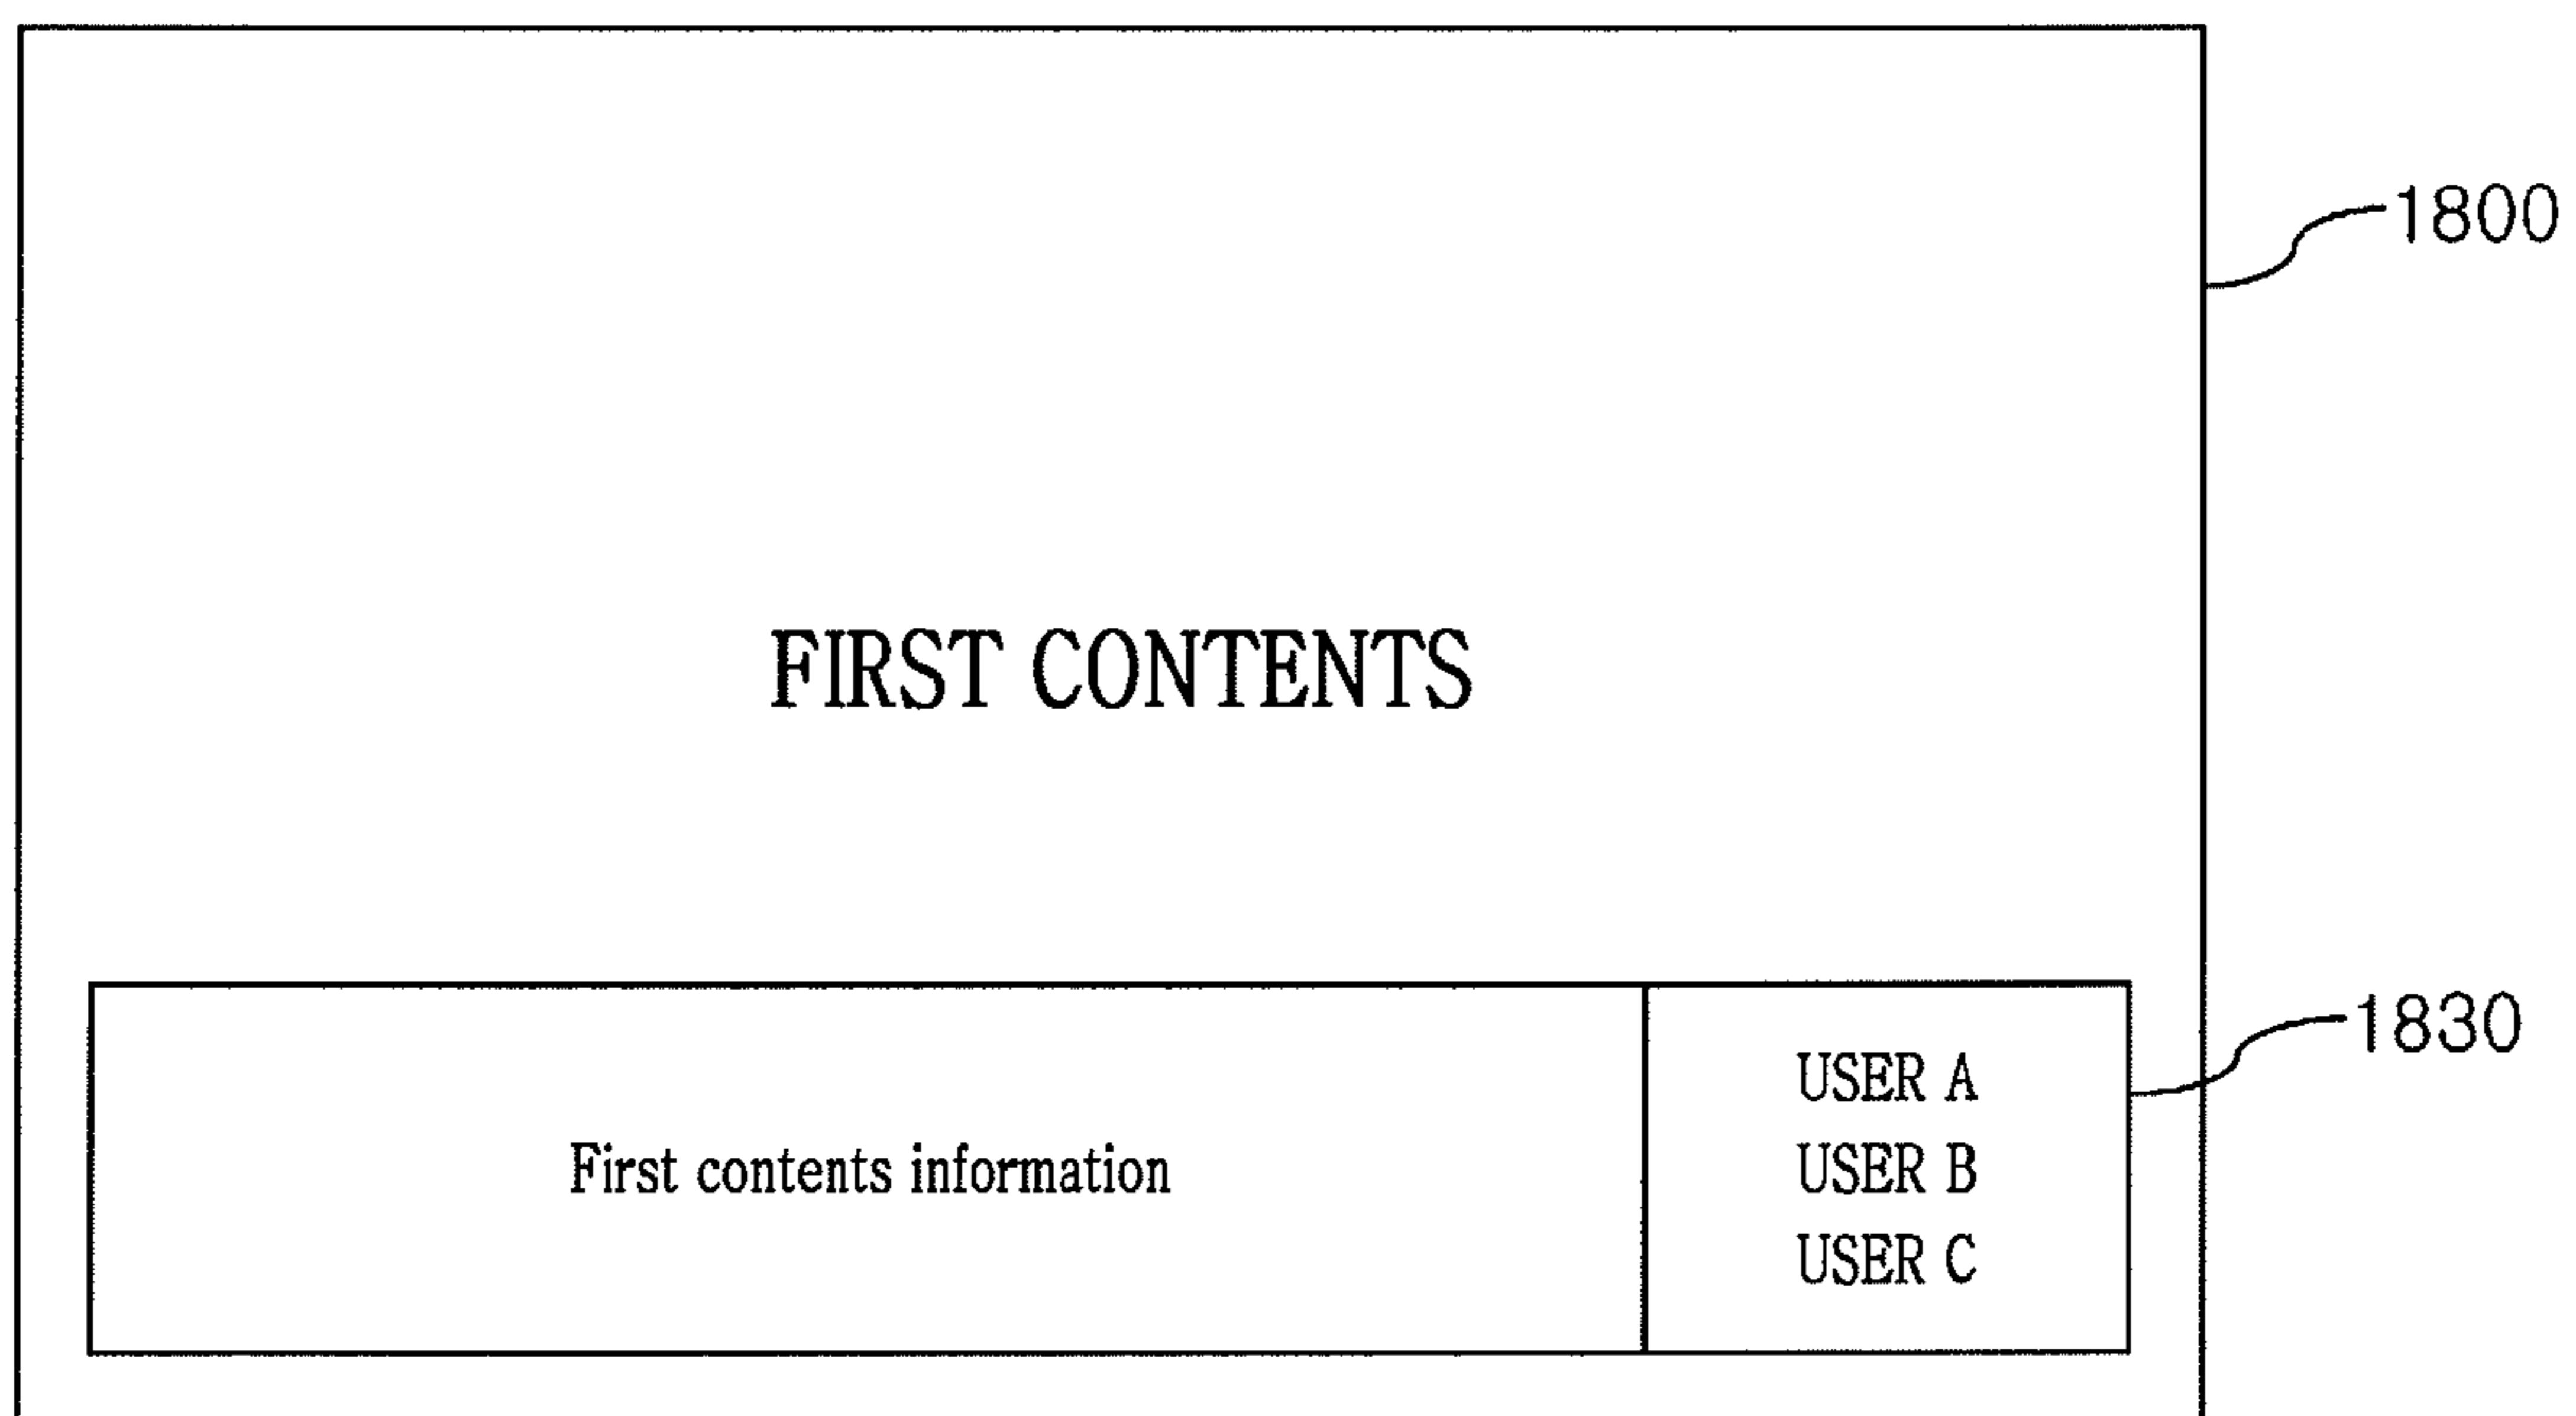 1800
FIRST CONTENTS
1830
First contents information
USER A
USER B
USER C